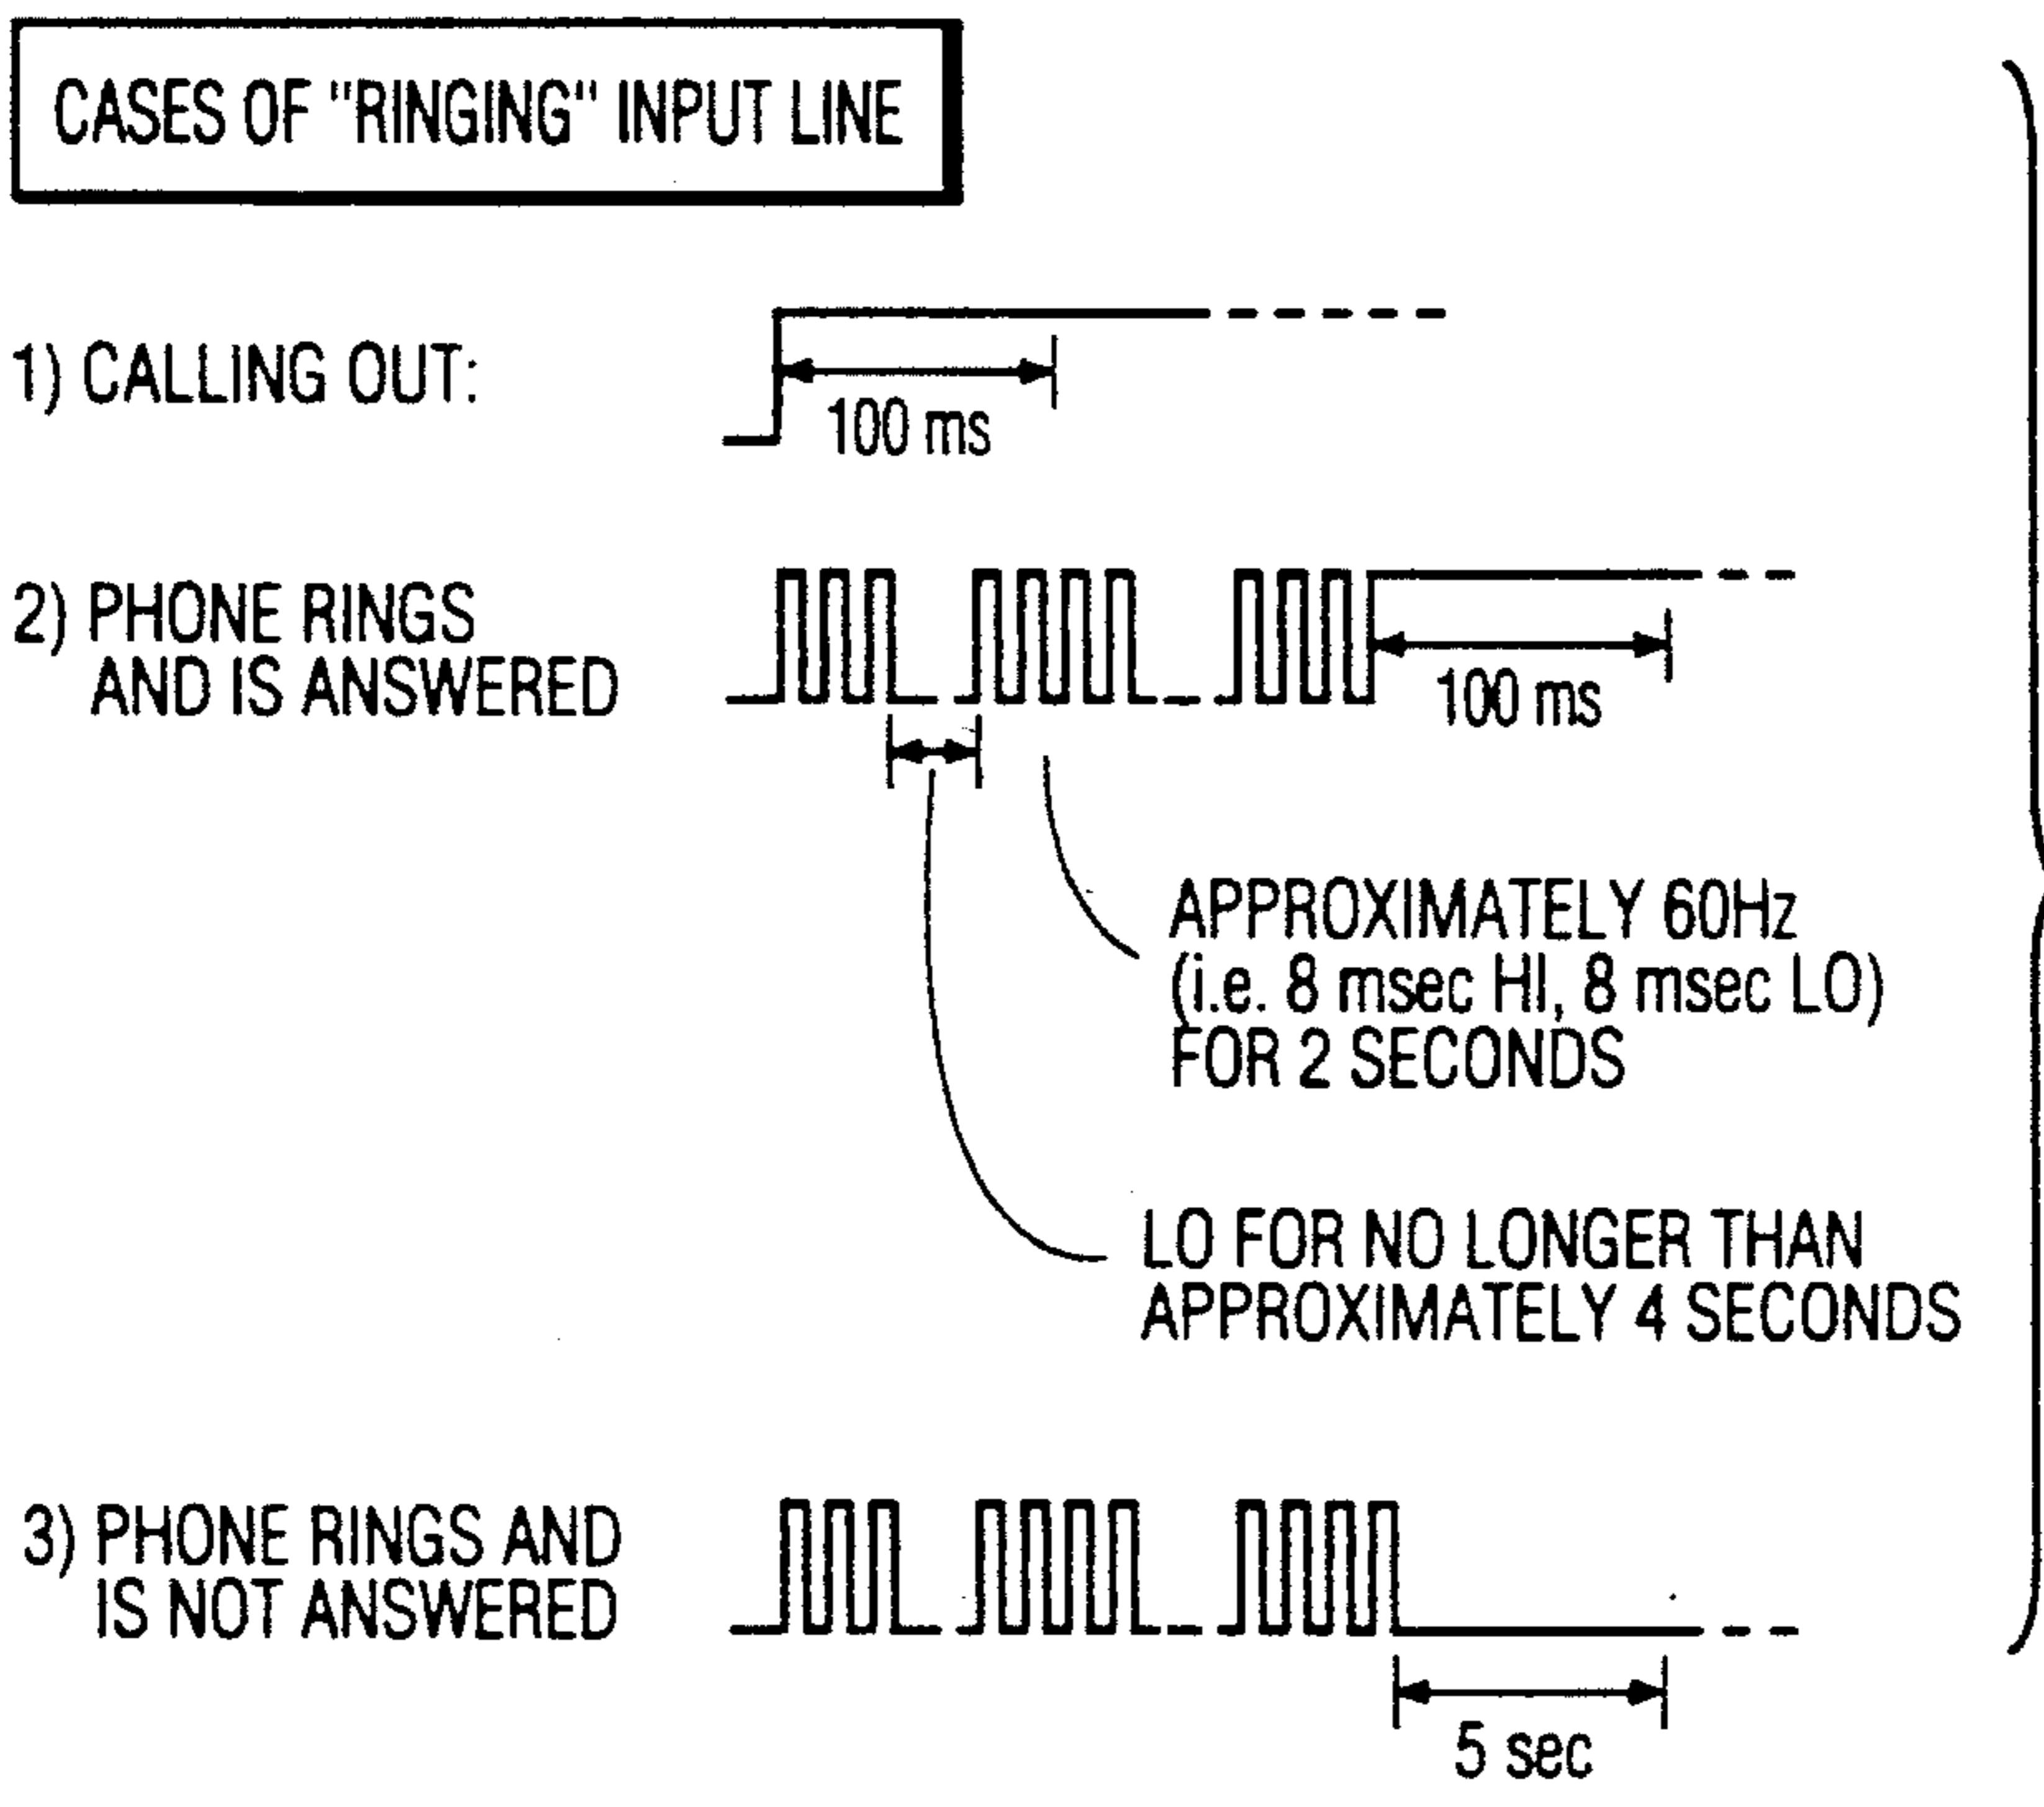 CASES OF "RINGING" INPUT LINE
1) CALLING OUT:
100 ms
2) PHONE RINGS
AND IS ANSWERED
100 ms
APPROXIMATELY 60Hz
(i.e. 8 msec HI, 8 msec LO)
FOR 2 SECONDS
LO FOR NO LONGER THAN
APPROXIMATELY 4 SECONDS
3) PHONE RINGS AND
IS NOT ANSWERED
5 sec